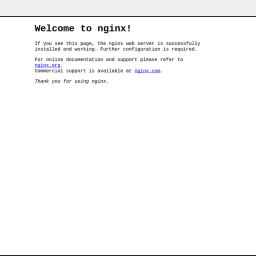 Welcome to nginx!
If you see this page, the nginx web server is successfully
installed and working. Further configuration is required.
For online documentation and support please refer to
nginx.org.
Commercial support is available at nginx.com.
Thank you for using nginx.